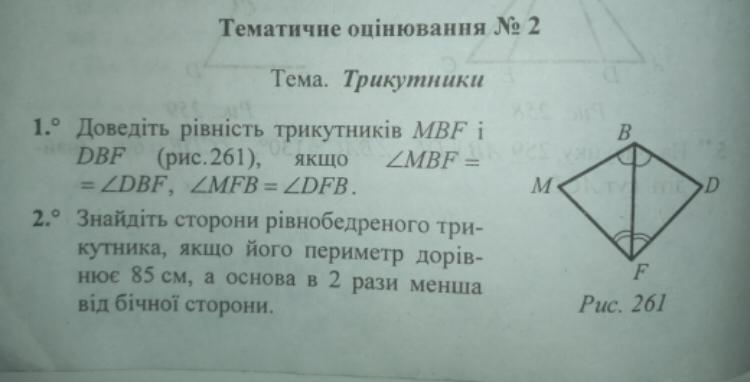 Тематичне оцінювання № 2
Тема. Трикутники
1.° Доведіть рівність трикутників MBF і
DBF (рис.261), якщо ∠MBF =
= ∠DBF, ∠MFB = ∠DFB.
2.° Знайдіть сторони рівнобедреного три-
кутника, якщо його периметр дорів-
нює 85 см, а основа в 2 рази менша
від бічної сторони.
B
M
D
F
Рис. 261